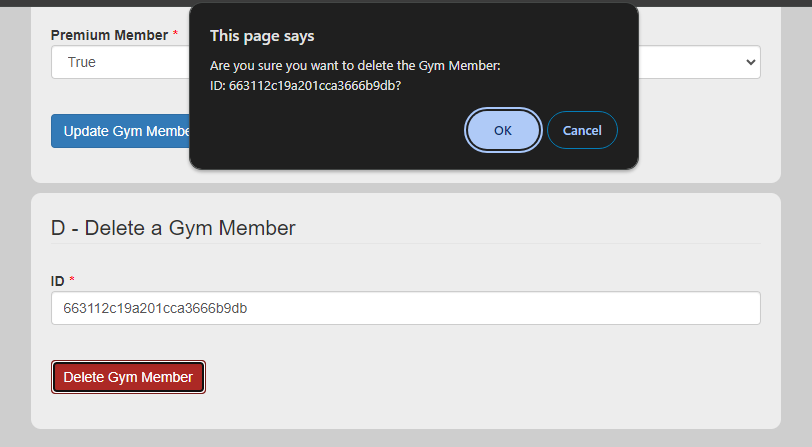 Premium Member *
True
This page says
Are you sure you want to delete the Gym Member:
ID: 663112c19a201cca3666b9db?
OK Cancel
Update Gym Membe
D - Delete a Gym Member
ID *
663112c19a201cca3666b9db
Delete Gym Member